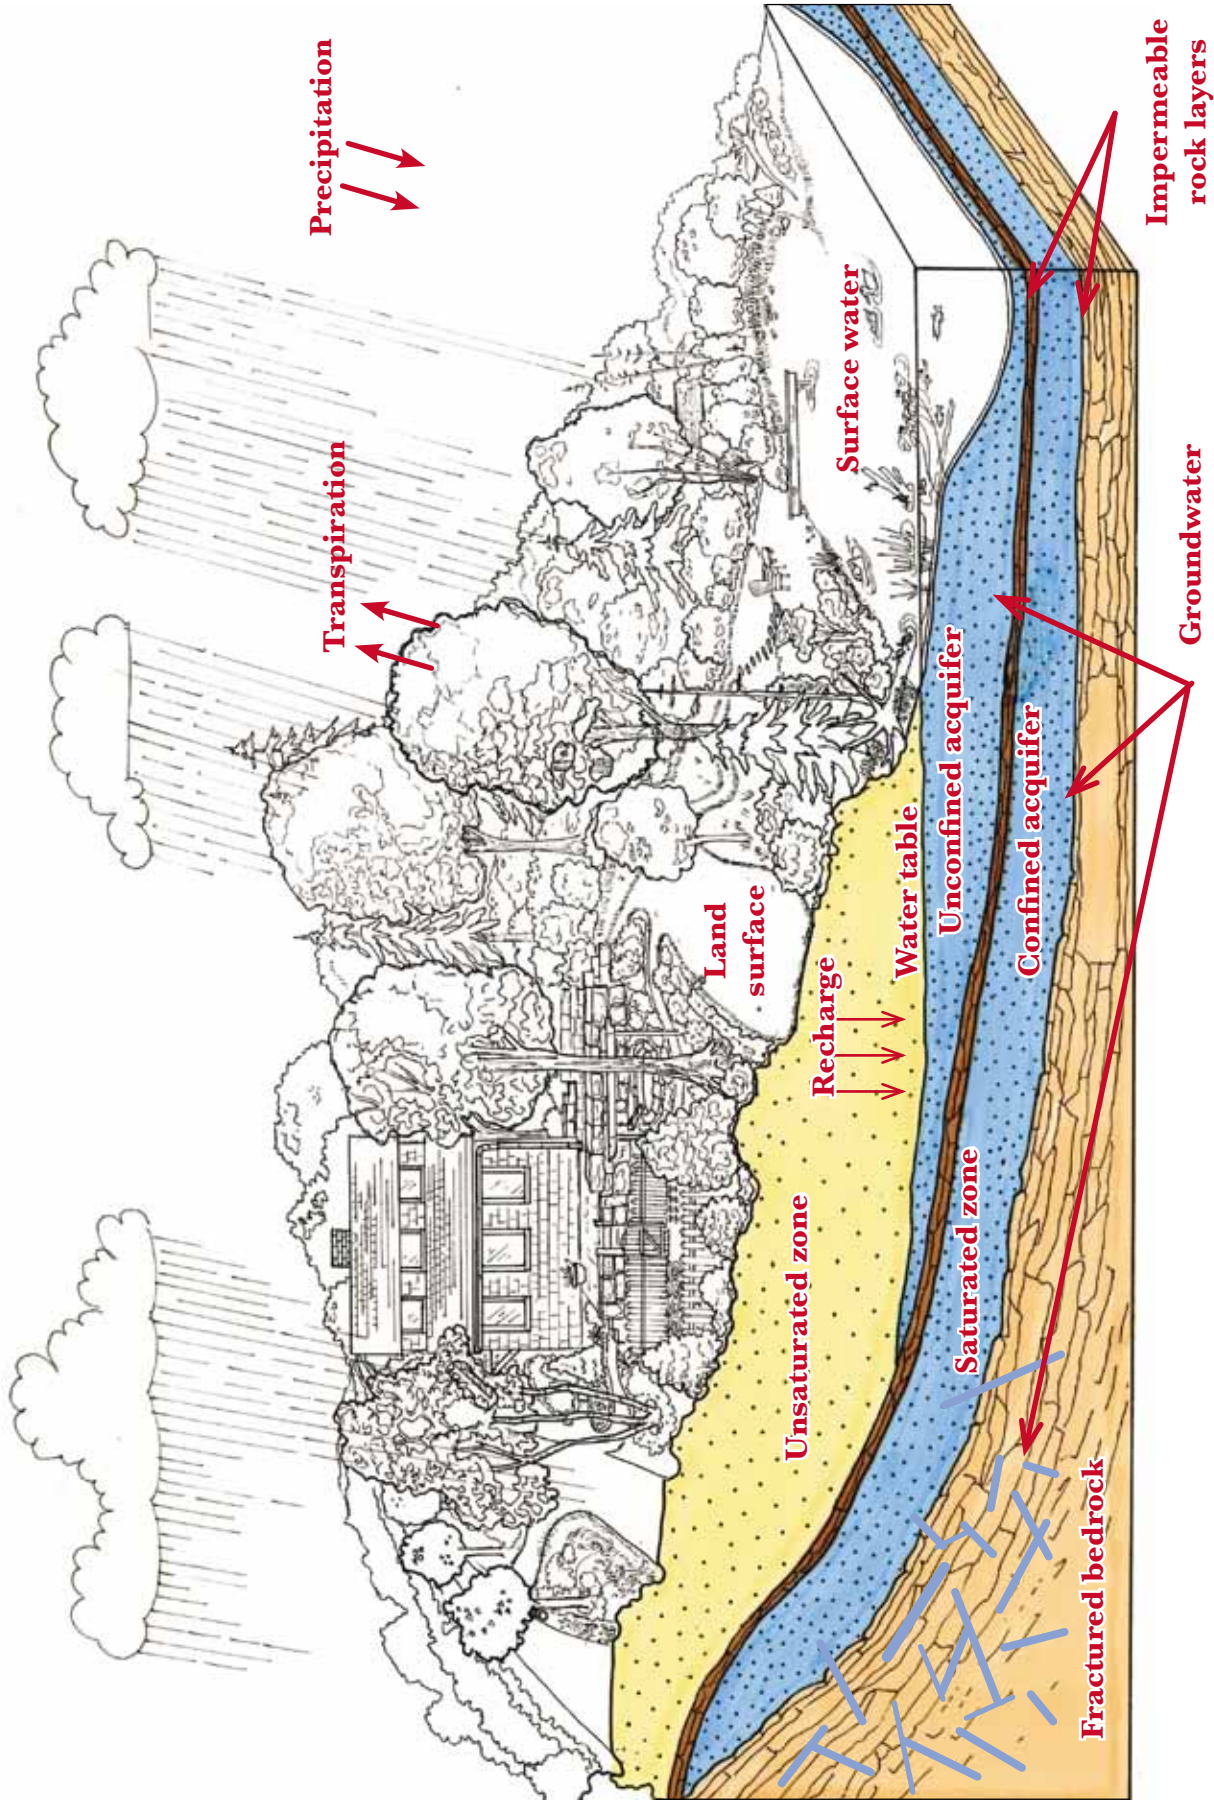 Precipitation
Transpiration
Surface water
Land
surface
Recharge
Water table
Unconfined acquifer
Confined acquifer
Unsaturated zone
Saturated zone
Fractured bedrock
Groundwater
Impermeable
rock layers